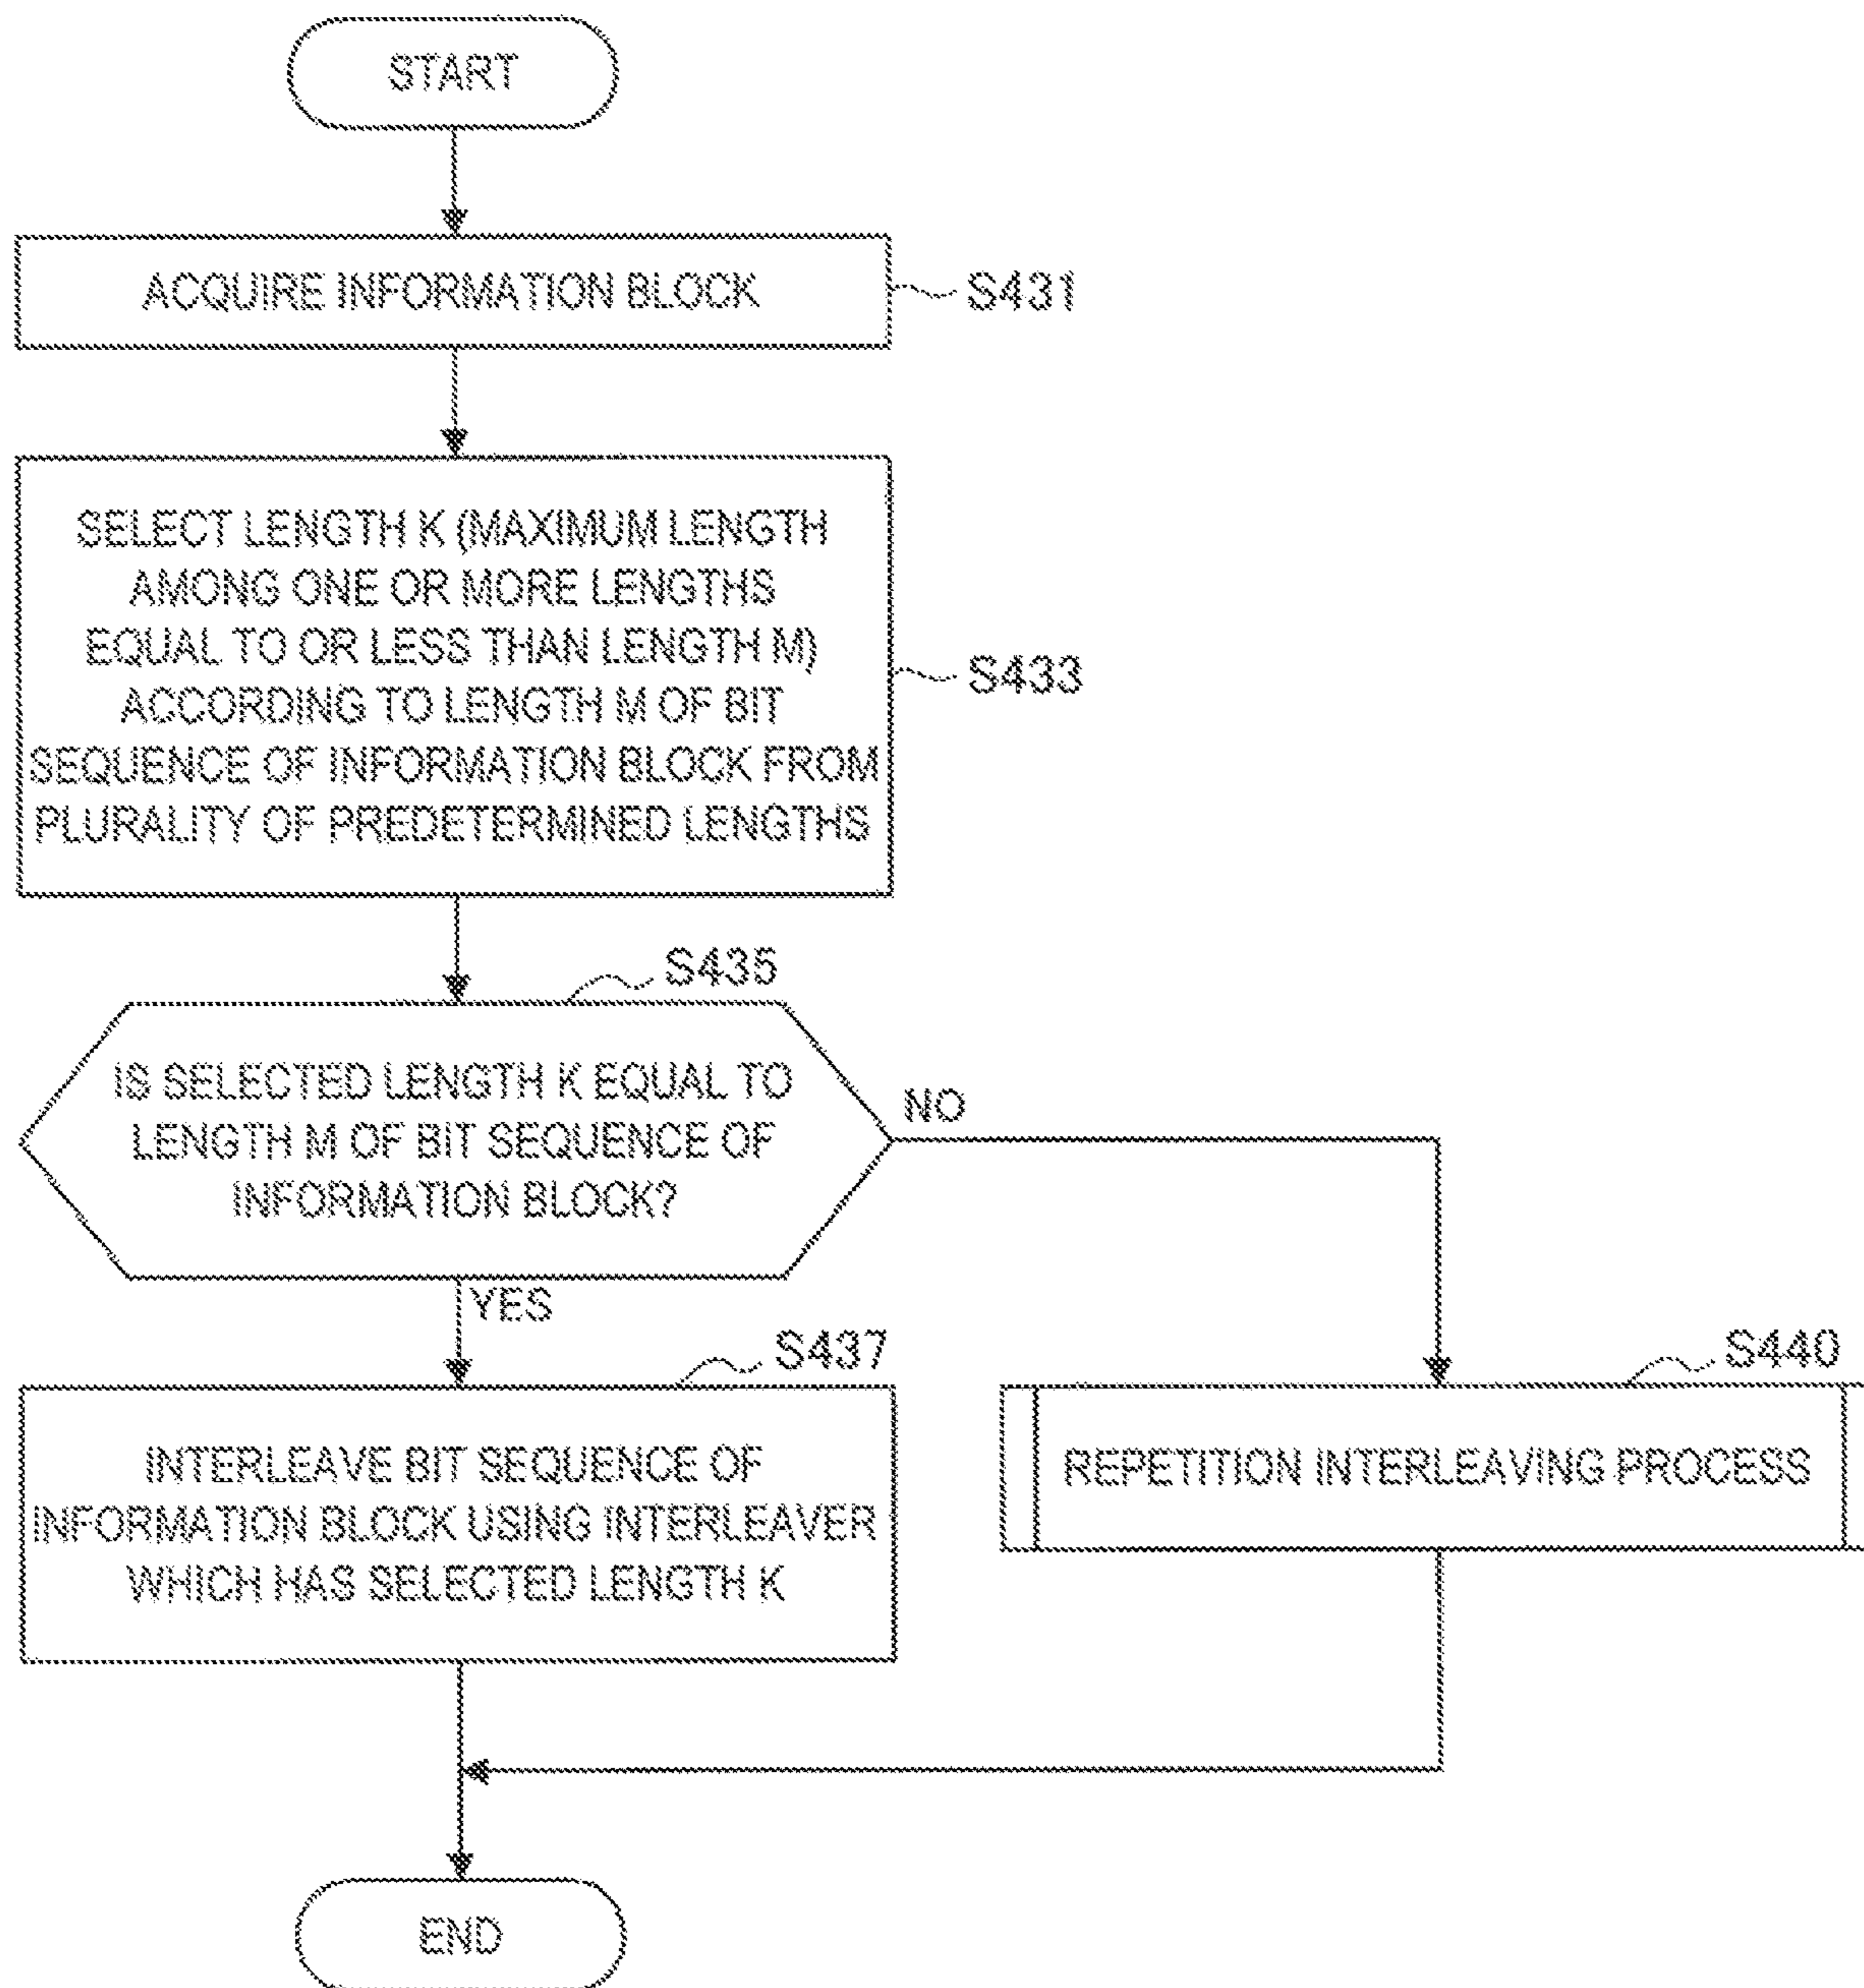 START
ACQUIRE INFORMATION BLOCK
S431
SELECT LENGTH K (MAXIMUM LENGTH
AMONG ONE OR MORE LENGTHS
EQUAL TO OR LESS THAN LENGTH M)
ACCORDING TO LENGTH M OF BIT
SEQUENCE OF INFORMATION BLOCK FROM
PLURALITY OF PREDETERMINED LENGTHS
S433
S435
IS SELECTED LENGTH K EQUAL TO
LENGTH M OF BIT SEQUENCE OF
INFORMATION BLOCK?
NO
YES
S437
INTERLEAVE BIT SEQUENCE OF
INFORMATION BLOCK USING INTERLEAVER
WHICH HAS SELECTED LENGTH K
S440
REPETITION INTERLEAVING PROCESS
END